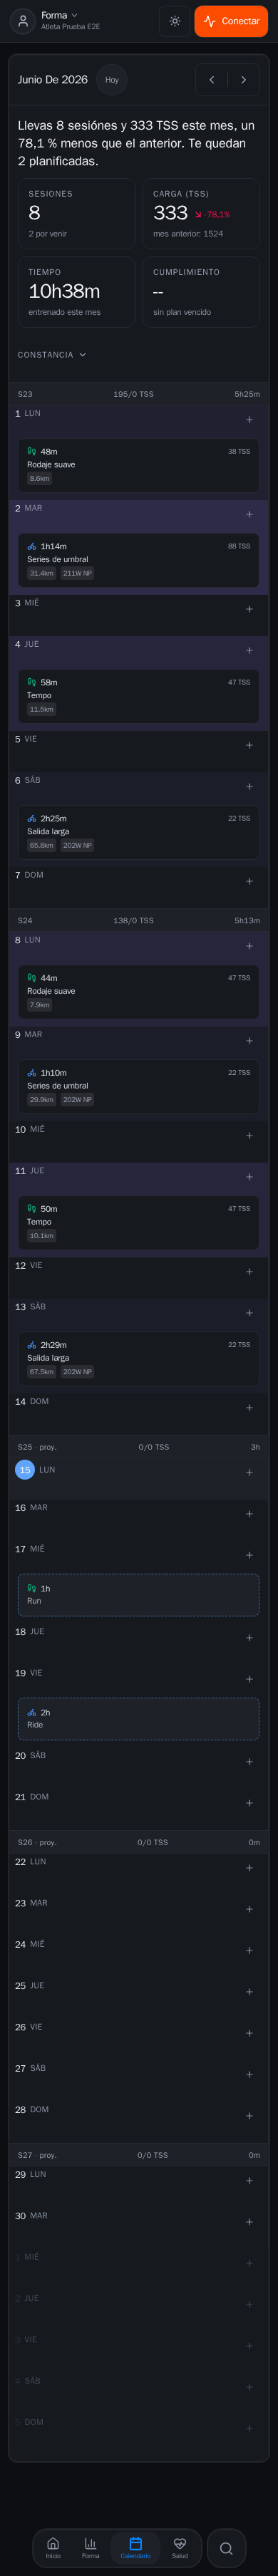 Forma
Atleta Prueba E2E
Conectar
Junio De 2026
Hoy
Llevas 8 sesiónes y 333 TSS este mes, un
78,1 % menos que el anterior. Te quedan
2 planificadas.
SESIONES
8
2 por venir
CARGA (TSS)
333 -78,1%
mes anterior: 1524
TIEMPO
10h38m
entrenado este mes
CUMPLIMIENTO
--
sin plan vencido
CONSTANCIA
S23 195/0 TSS 5h25m
1 LUN
48m 38 TSS
Rodaje suave
8.6km
2 MAR
1h14m 88 TSS
Series de umbral
31.4km 211W NP
3 MIÉ
4 JUE
58m 47 TSS
Tempo
11.5km
5 VIE
6 SÁB
2h25m 22 TSS
Salida larga
65.8km 202W NP
7 DOM
S24 138/0 TSS 5h13m
8 LUN
44m 47 TSS
Rodaje suave
7.9km
9 MAR
1h10m 22 TSS
Series de umbral
29.9km 202W NP
10 MIÉ
11 JUE
50m 47 TSS
Tempo
10.1km
12 VIE
13 SÁB
2h29m 22 TSS
Salida larga
67.5km 202W NP
14 DOM
S25 · proy. 0/0 TSS 3h
15 LUN
16 MAR
17 MIÉ
1h
Run
18 JUE
19 VIE
2h
Ride
20 SÁB
21 DOM
S26 · proy. 0/0 TSS 0m
22 LUN
23 MAR
24 MIÉ
25 JUE
26 VIE
27 SÁB
28 DOM
S27 · proy. 0/0 TSS 0m
29 LUN
30 MAR
1 MIÉ
2 JUE
3 VIE
4 SÁB
5 DOM
Inicio Forma Calendario Salud